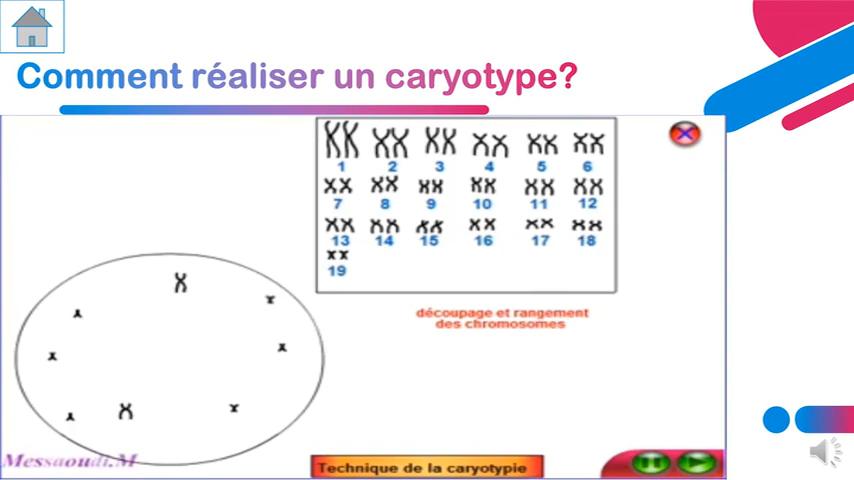 Comment réaliser un caryotype?
1 2 3 4 5 6
7 8 9 10 11 12
13 14 15 16 17 18
19
découpage et rangement
des chromosomes
Messaoudi.M
Technique de la caryotypie